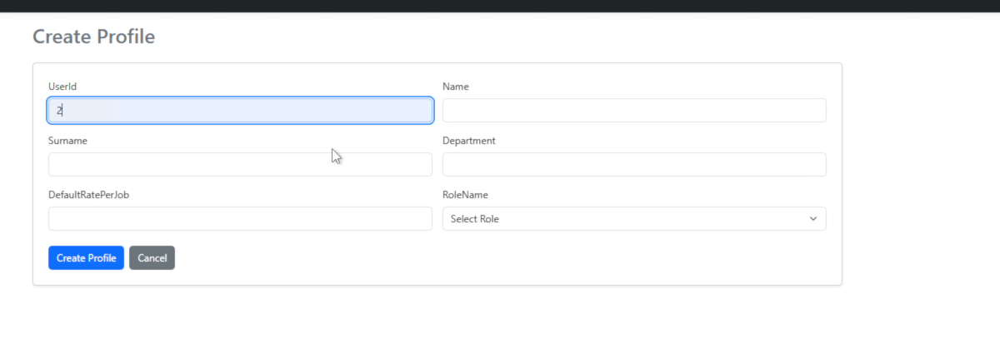 Create Profile
UserId Name
2
Surname Department
DefaultRatePerJob RoleName
Select Role
Create Profile Cancel